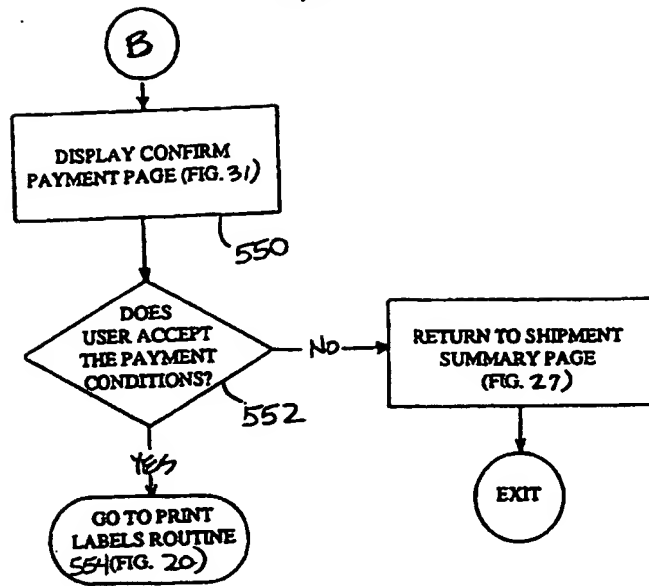 B
DISPLAY CONFIRM
PAYMENT PAGE (FIG. 31)
550
DOES
USER ACCEPT
THE PAYMENT
CONDITIONS?
552
NO
RETURN TO SHIPMENT
SUMMARY PAGE
(FIG. 27)
EXIT
YES
GO TO PRINT
LABELS ROUTINE
554 (FIG. 20)